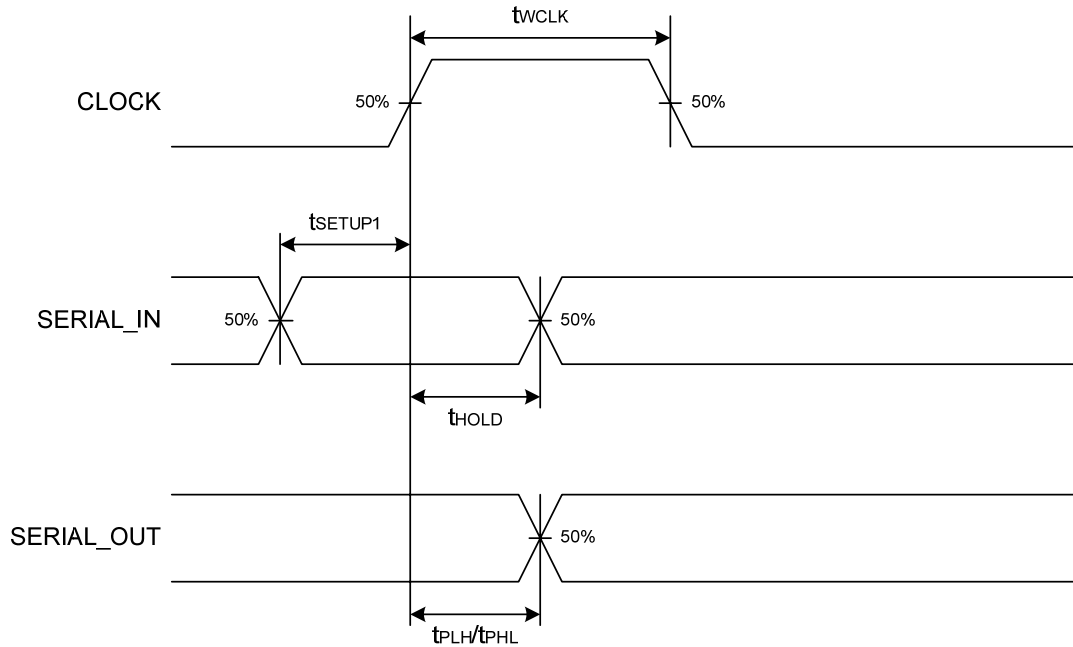 tWCLK
CLOCK
50%
50%
tSETUP1
SERIAL_IN
50%
50%
tHOLD
SERIAL_OUT
50%
tPLH/tPHL